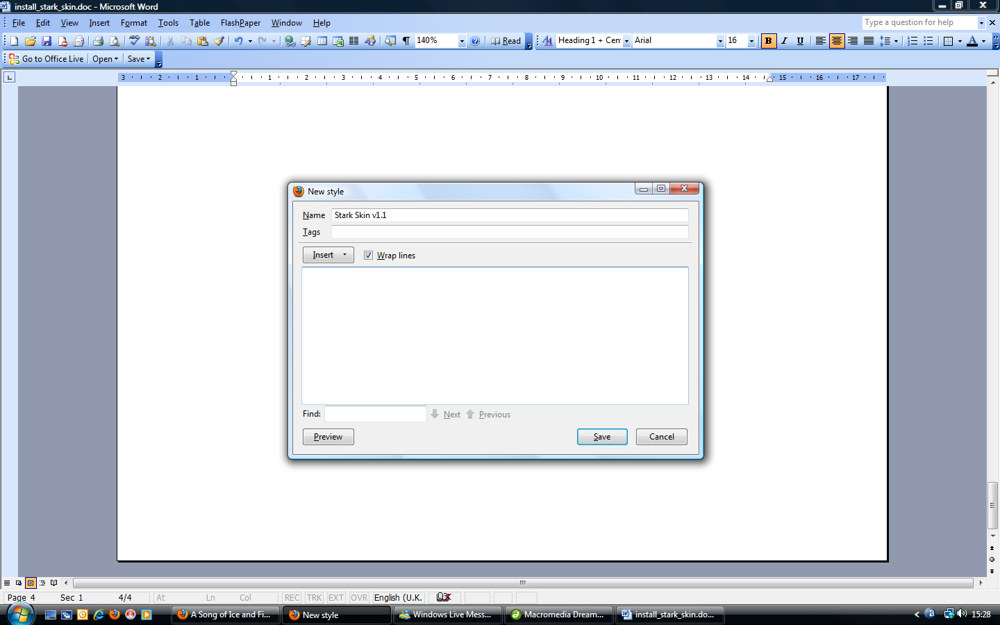 install_stark_skin.doc - Microsoft Word
File Edit View Insert Format Tools Table FlashPaper Window Help Type a question for help
140% Read Heading 1 + Cen Arial 16 B I U A
Go to Office Live Open Save
3 2 1 1 2 3 4 5 6 7 8 9 10 11 12 13 14 15 16 17
New style
Name Stark Skin v1.1
Tags
Insert Wrap lines
Find: Next Previous
Preview Save Cancel
Page 4 Sec 1 4/4 At Ln Col REC TRK EXT OVR English (U.K.
A Song of Ice and Fi... New style Windows Live Mess... Macromedia Dream... install_stark_skin.do... 15:28